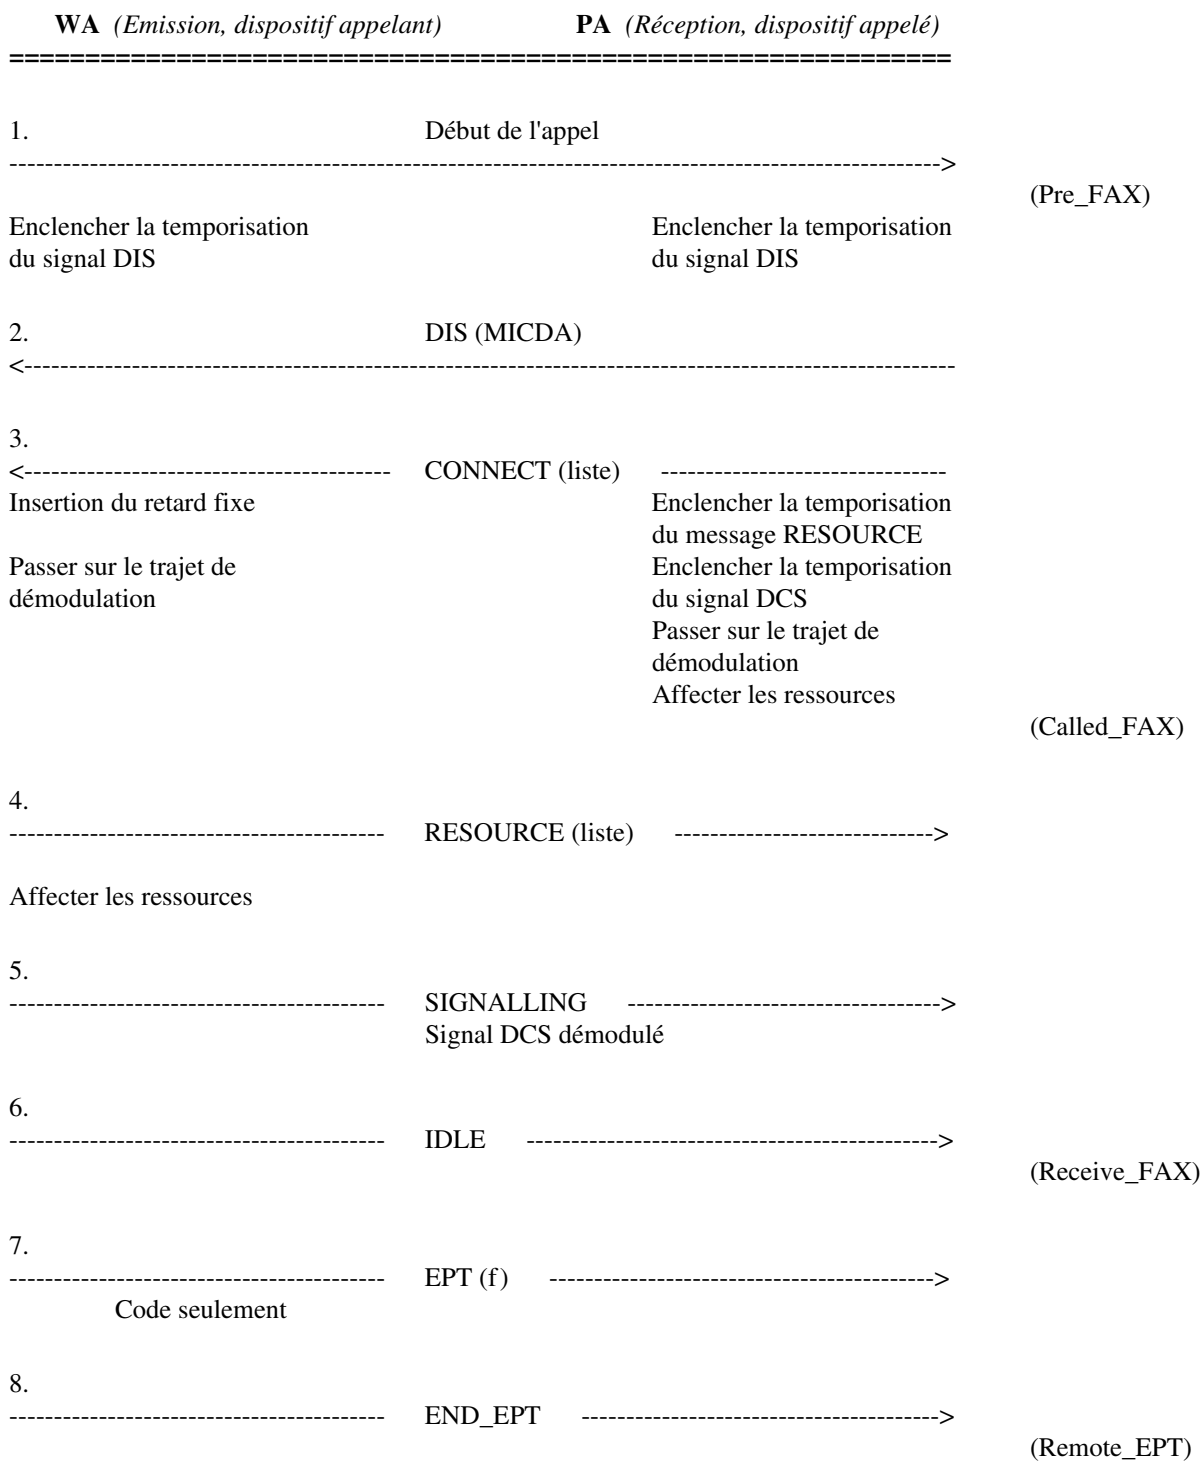 WA (Emission, dispositif appelant) PA (Réception, dispositif appelé)
============================================================
1. Début de l'appel
------------------------------------------------------------------------------------------------------->
(Pre_FAX)
Enclencher la temporisation Enclencher la temporisation
du signal DIS du signal DIS
2. DIS (MICDA)
<-------------------------------------------------------------------------------------------------------
3.
<----------------------------------------- CONNECT (liste) --------------------------------
Insertion du retard fixe Enclencher la temporisation
du message RESOURCE
Passer sur le trajet de Enclencher la temporisation
démodulation du signal DCS
Passer sur le trajet de
démodulation
Affecter les ressources
(Called_FAX)
4.
------------------------------------------ RESOURCE (liste) ----------------------------->
Affecter les ressources
5.
------------------------------------------ SIGNALLING ----------------------------------->
Signal DCS démodulé
6.
------------------------------------------ IDLE ---------------------------------------------->
(Receive_FAX)
7.
------------------------------------------ EPT (f) ------------------------------------------->
Code seulement
8.
------------------------------------------ END_EPT ---------------------------------------->
(Remote_EPT)